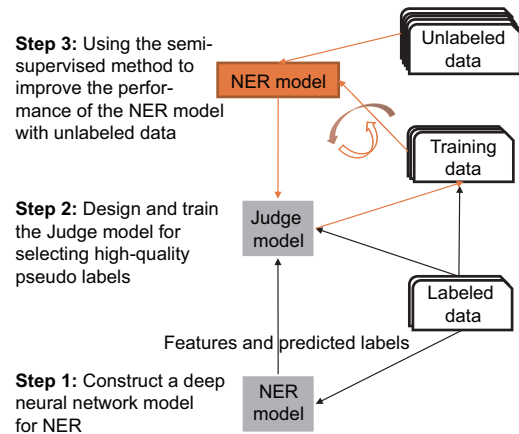 Step 3: Using the semi-
supervised method to
improve the perfor-
mance of the NER model
with unlabeled data
Unlabeled
data
NER model
Training
data
Step 2: Design and train
the Judge model for
selecting high-quality
pseudo labels
Judge
model
Labeled
data
Features and predicted labels
Step 1: Construct a deep
neural network model
for NER
NER
model